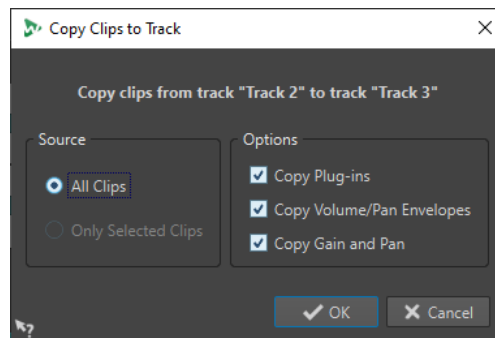 Copy Clips to Track
Copy clips from track "Track 2" to track "Track 3"
Source
All Clips
Only Selected Clips
Options
Copy Plug-ins
Copy Volume/Pan Envelopes
Copy Gain and Pan
OK
Cancel
?